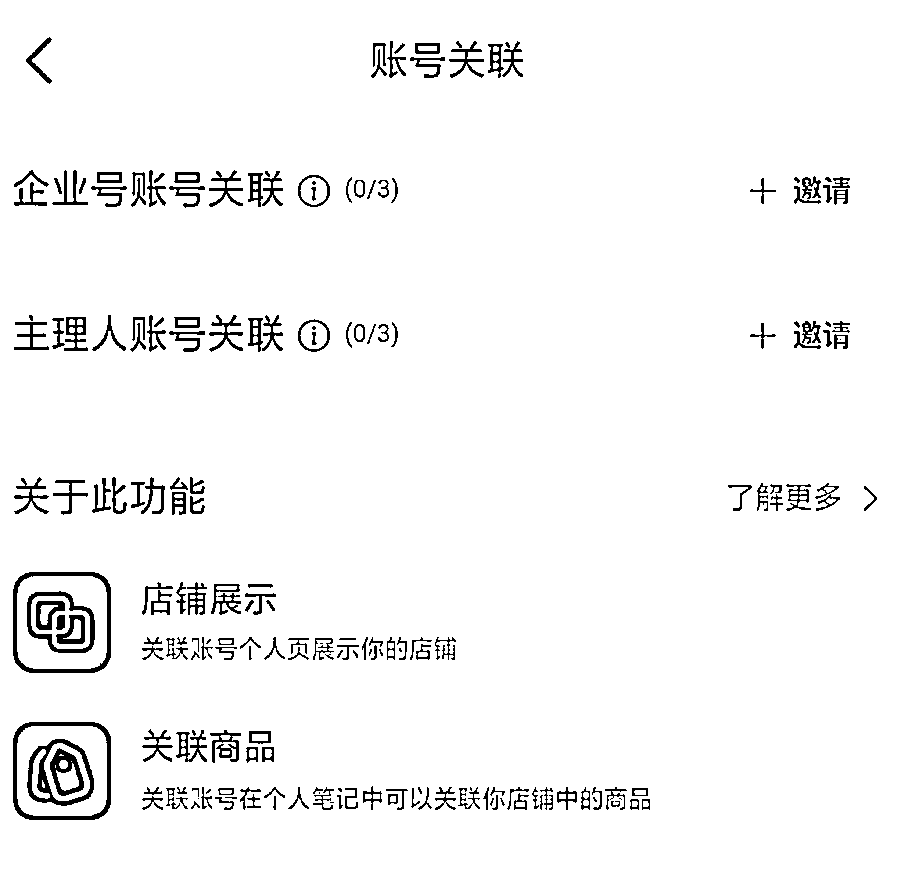 账号关联
企业号账号关联 (0/3) + 邀请
主理人账号关联 (0/3) + 邀请
关于此功能 了解更多 >
店铺展示
关联账号个人页展示你的店铺
关联商品
关联账号在个人笔记中可以关联你店铺中的商品